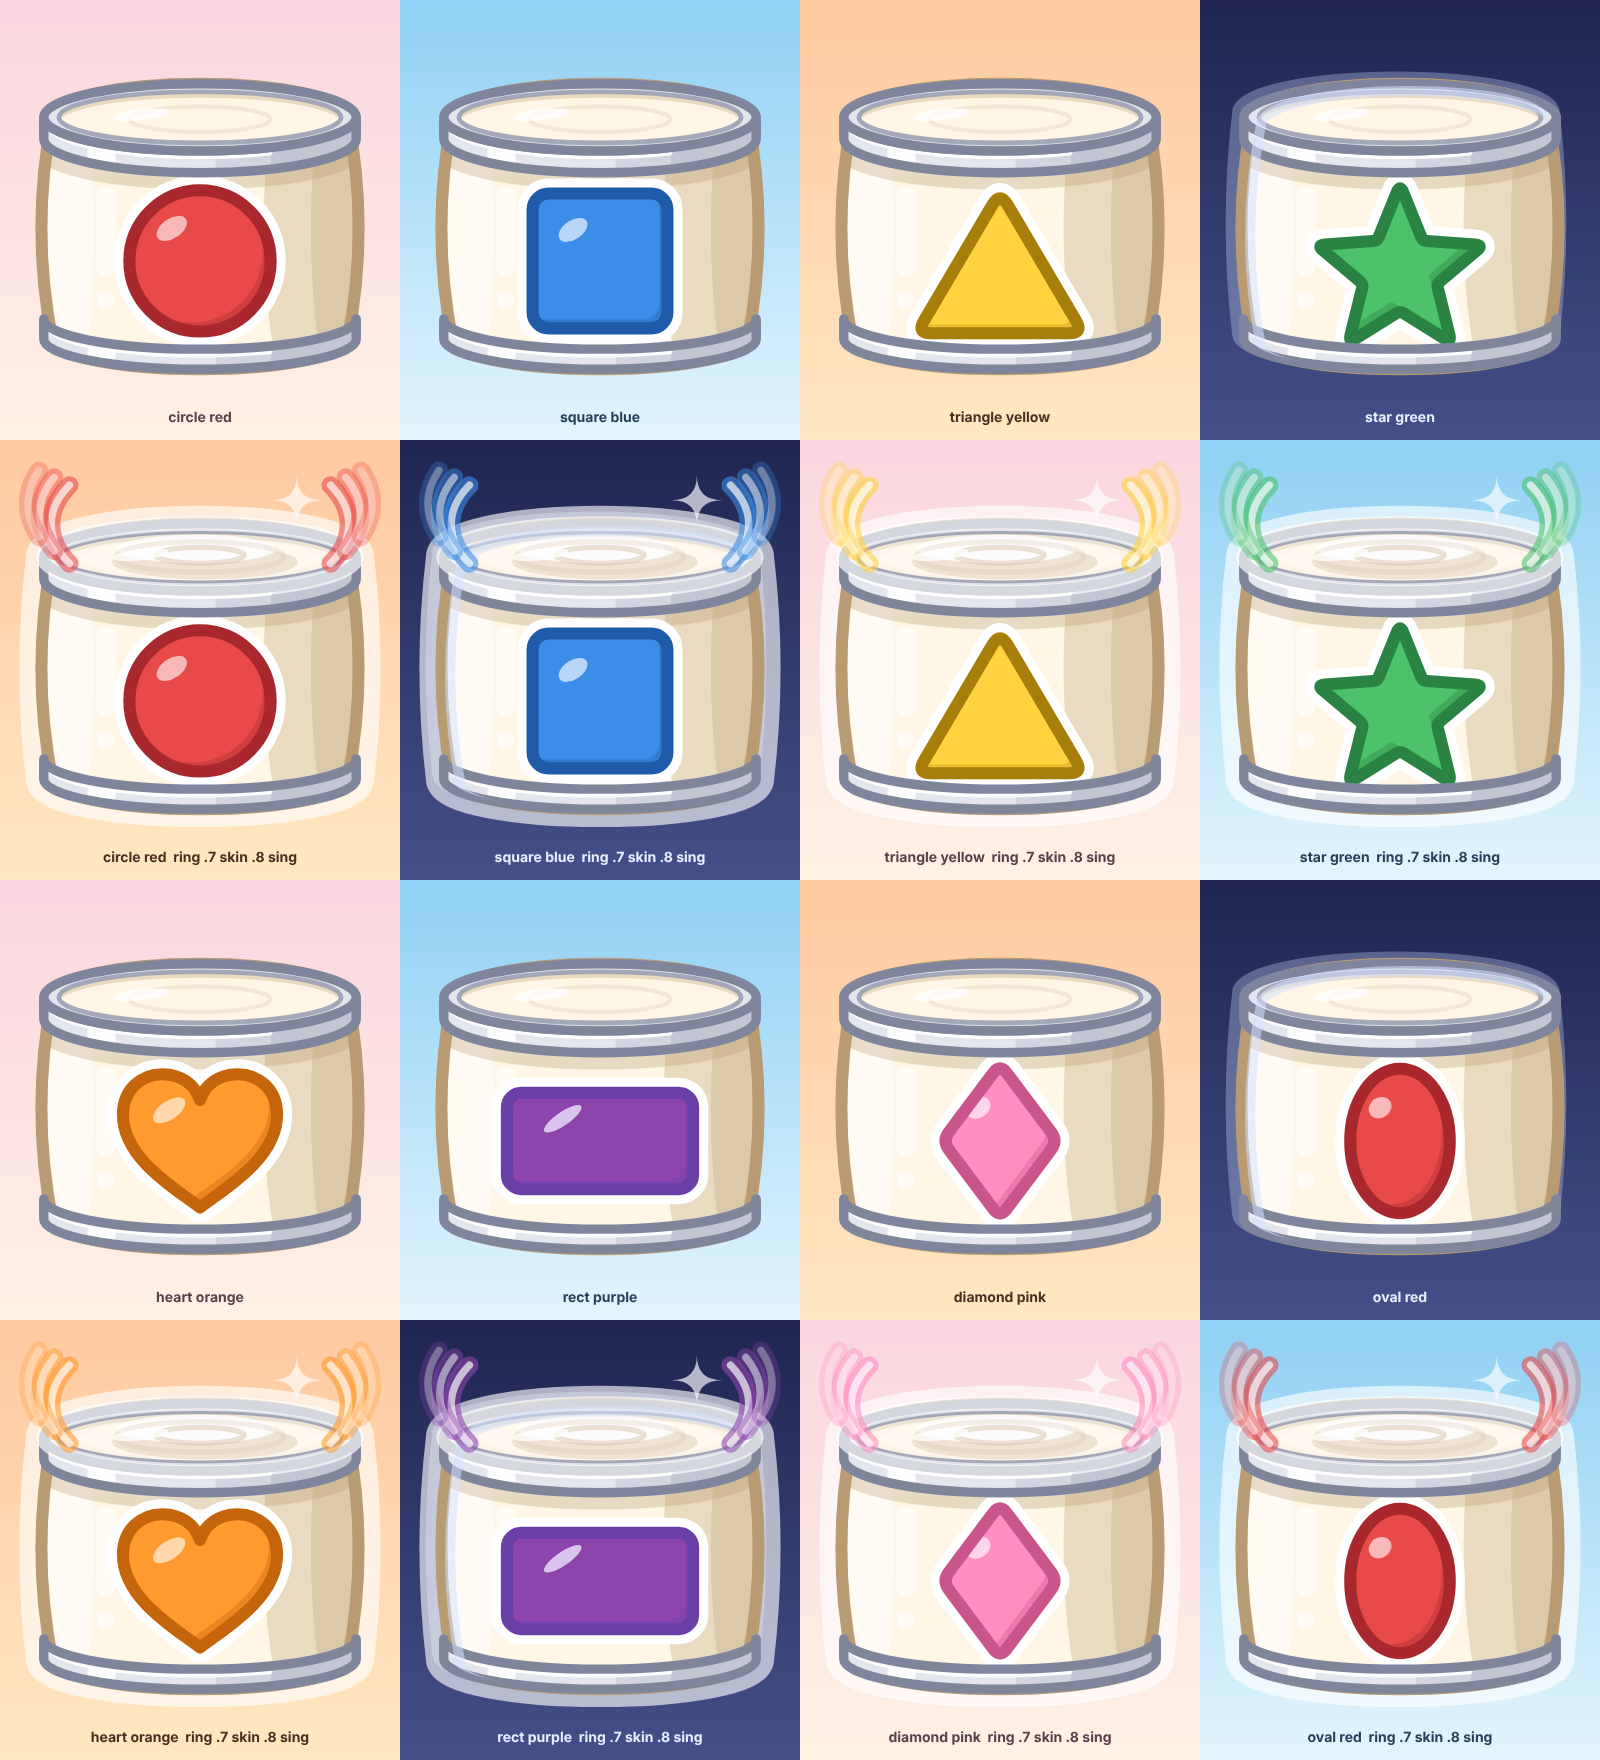 circle red
square blue
triangle yellow
star green
circle red ring .7 skin .8 sing
square blue ring .7 skin .8 sing
triangle yellow ring .7 skin .8 sing
star green ring .7 skin .8 sing
heart orange
rect purple
diamond pink
oval red
heart orange ring .7 skin .8 sing
rect purple ring .7 skin .8 sing
diamond pink ring .7 skin .8 sing
oval red ring .7 skin .8 sing